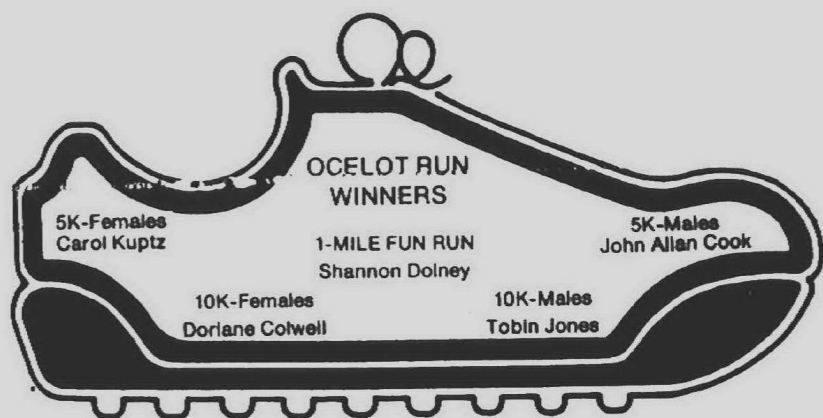 OCELOT RUN
WINNERS
5K-Females
Carol Kuptz
1-MILE FUN RUN
Shannon Dolney
5K-Males
John Allan Cook
10K-Females
Doriane Colwell
10K-Males
Tobin Jones